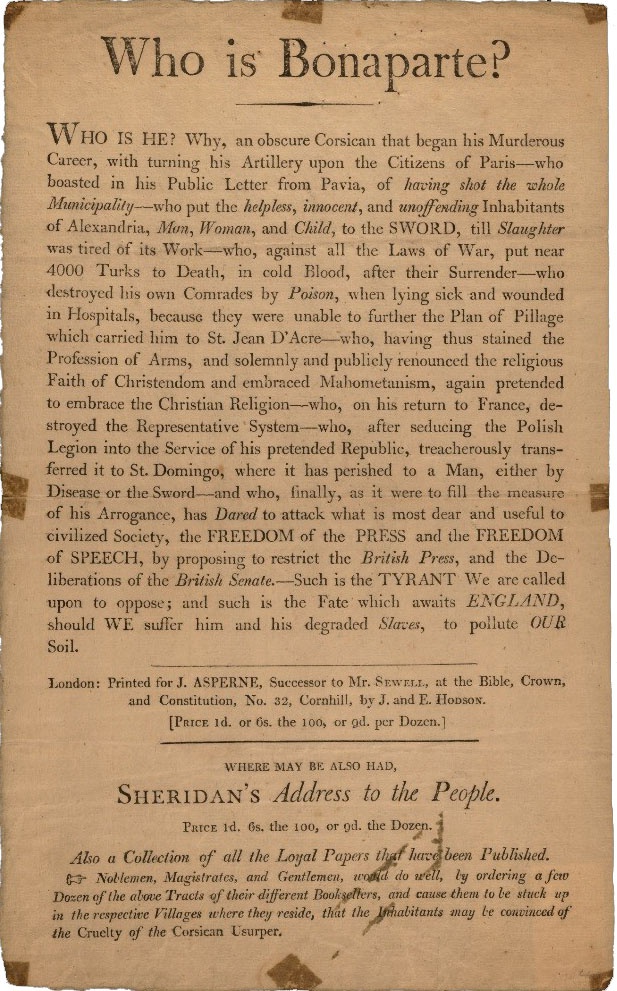 Who is Bonaparte?
WHO IS HE? Why, an obscure Corsican that began his Murderous
Career, with turning his Artillery upon the Citizens of Paris—who
boasted in his Public Letter from Pavia, of having shot the whole
Municipality—who put the helpless, innocent, and unoffending Inhabitants
of Alexandria, Man, Woman, and Child, to the SWORD, till Slaughter
was tired of its Work—who, against all the Laws of War, put near
4000 Turks to Death, in cold Blood, after their Surrender—who
destroyed his own Comrades by Poison, when lying sick and wounded
in Hospitals, because they were unable to further the Plan of Pillage
which carried him to St. Jean D'Acre—who, having thus stained the
Profession of Arms, and solemnly and publicly renounced the religious
Faith of Christendom and embraced Mahometanism, again pretended
to embrace the Christian Religion—who, on his return to France, de-
stroyed the Representative System—who, after seducing the Polish
Legion into the Service of his pretended Republic, treacherously trans-
ferred it to St. Domingo, where it has perished to a Man, either by
Disease or the Sword—and who, finally, as it were to fill the measure
of his Arrogance, has Dared to attack what is most dear and useful to
civilized Society, the FREEDOM of the PRESS and the FREEDOM
of SPEECH, by proposing to restrict the British Press, and the De-
liberations of the British Senate.—Such is the TYRANT We are called
upon to oppose; and such is the Fate which awaits ENGLAND,
should WE suffer him and his degraded Slaves, to pollute OUR
Soil.
London: Printed for J. ASPERNE, Successor to Mr. SEWELL, at the Bible, Crown,
and Constitution, No. 32, Cornhill, by J. and E. HODSON.
[PRICE 1d. or 6s. the 100, or 9d. per Dozen.]
WHERE MAY BE ALSO HAD,
SHERIDAN'S Address to the People.
PRICE 1d. 6s. the 100, or 9d. the Dozen.
Also a Collection of all the Loyal Papers that have been Published.
☞ Noblemen, Magistrates, and Gentlemen, would do well, by ordering a few
Dozen of the above Tracts of their different Booksellers, and cause them to be stuck up
in the respective Villages where they reside, that the Inhabitants may be convinced of
the Cruelty of the Corsican Usurper.